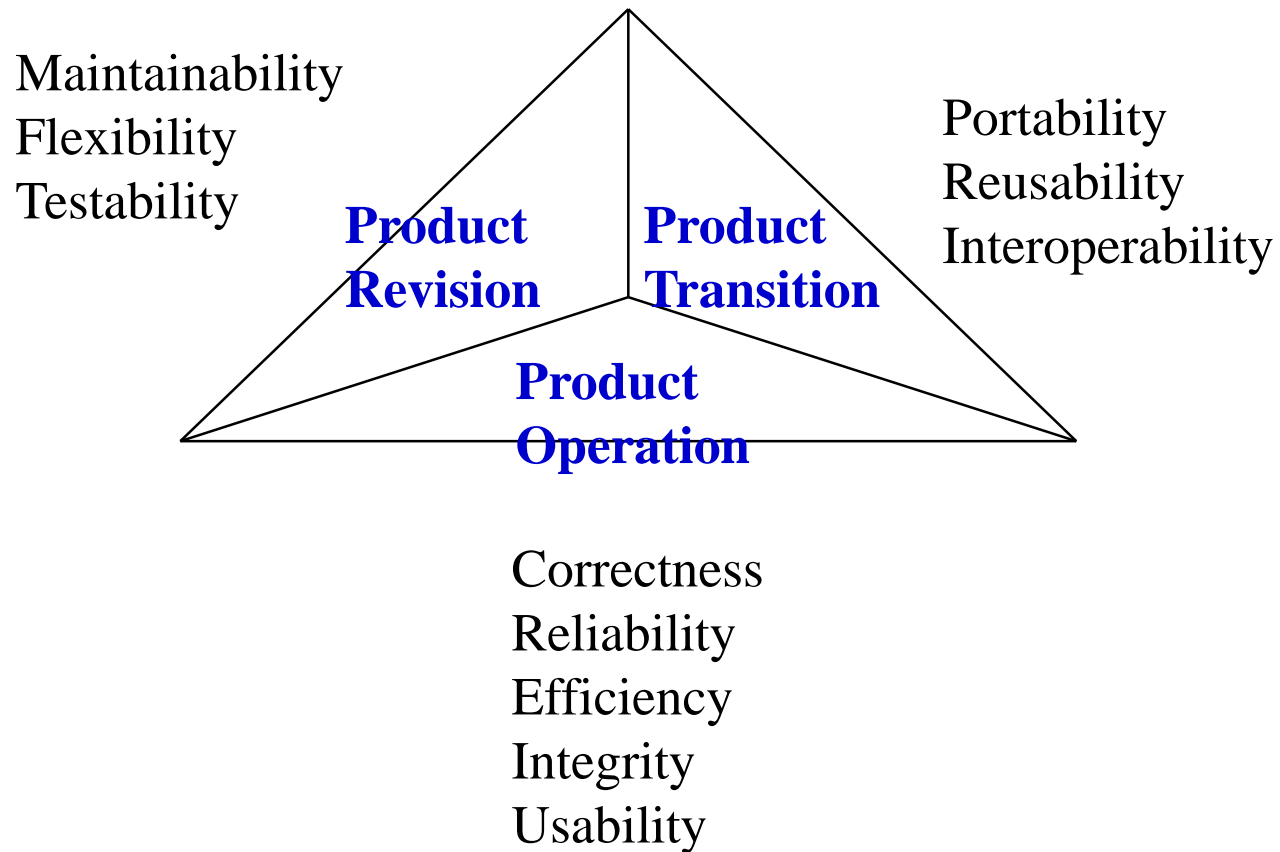 Maintainability
Flexibility
Testability
Portability
Reusability
Interoperability
Product
Revision
Product
Transition
Product
Operation
Correctness
Reliability
Efficiency
Integrity
Usability